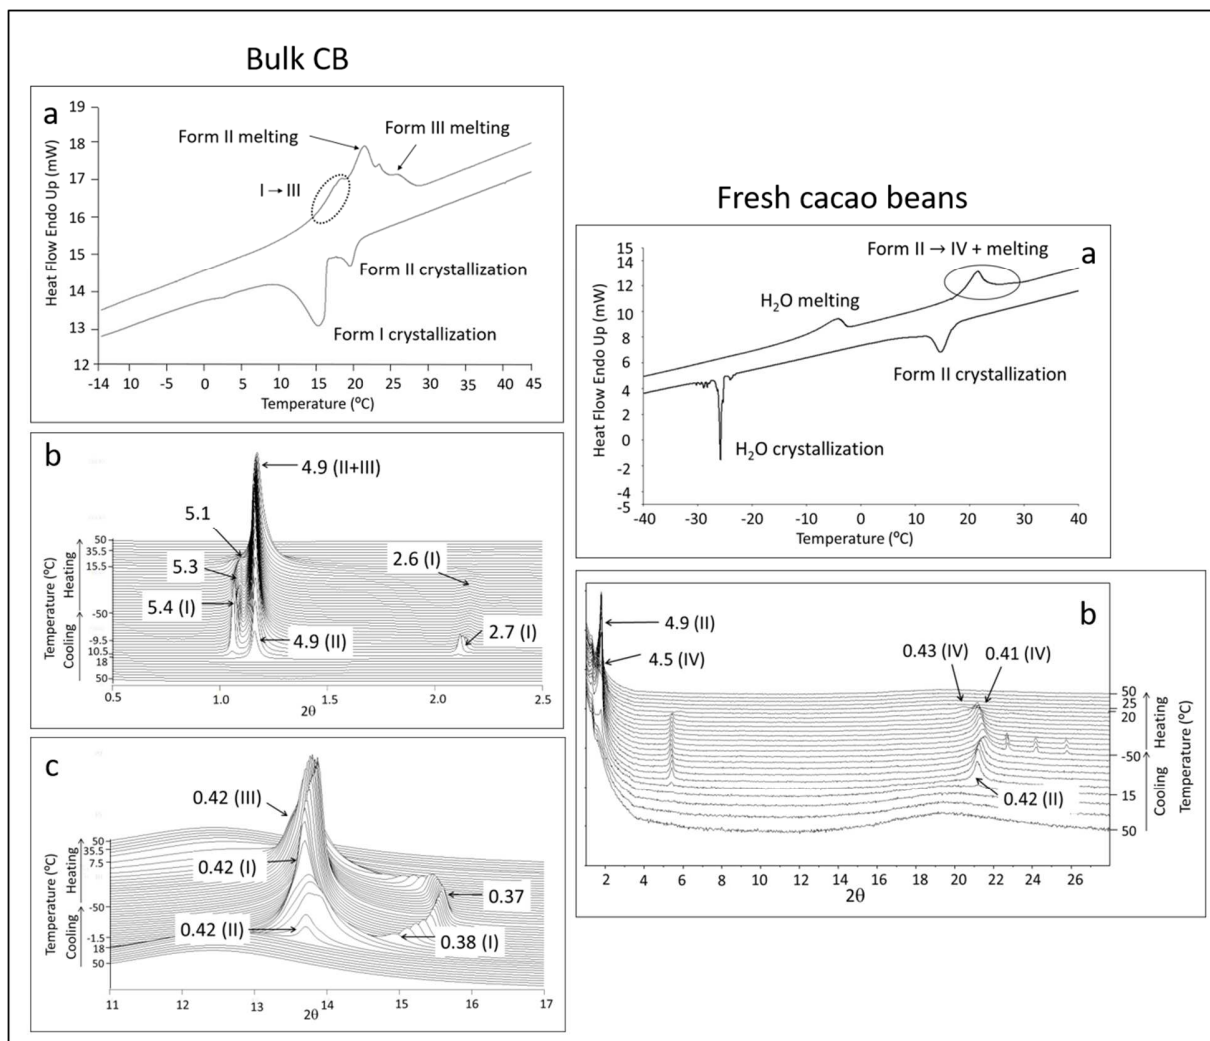 Bulk CB
a
19
18
17
16
15
14
13
12
Heat Flow Endo Up (mW)
Form II melting
Form III melting
I → III
Form II crystallization
Form I crystallization
-14 10 5 0 5 10 15 20 25 30 35 40 45
Temperature (ºC)
b
4.9 (II+III)
5.1
5.3
5.4 (I)
2.6 (I)
2.7 (I)
4.9 (II)
50
35.5
15.5
-50
-9.5
10.5
18
50
Temperature (ºC)
Cooling
Heating
0.5 1.0 1.5 2.0 2.5
2θ
c
0.42 (III)
0.42 (I)
0.42 (II)
0.37
0.38 (I)
50
35.5
7.5
-50
-1.5
18
50
Temperature (ºC)
Cooling
Heating
11 12 13 14 15 16 17
2θ
Fresh cacao beans
a
15
14
12
10
8
6
4
2
0
-2
-4
-5
Heat Flow Endo Up (mW)
Form II → IV + melting
H2O melting
Form II crystallization
H2O crystallization
-40 -30 -20 -10 0 10 20 30 40
Temperature (ºC)
b
4.9 (II)
4.5 (IV)
0.43 (IV)
0.41 (IV)
0.42 (II)
50
25
20
-50
15
50
Cooling
Heating
Temperature (ºC)
2 4 6 8 10 12 14 16 18 20 22 24 26
2θ